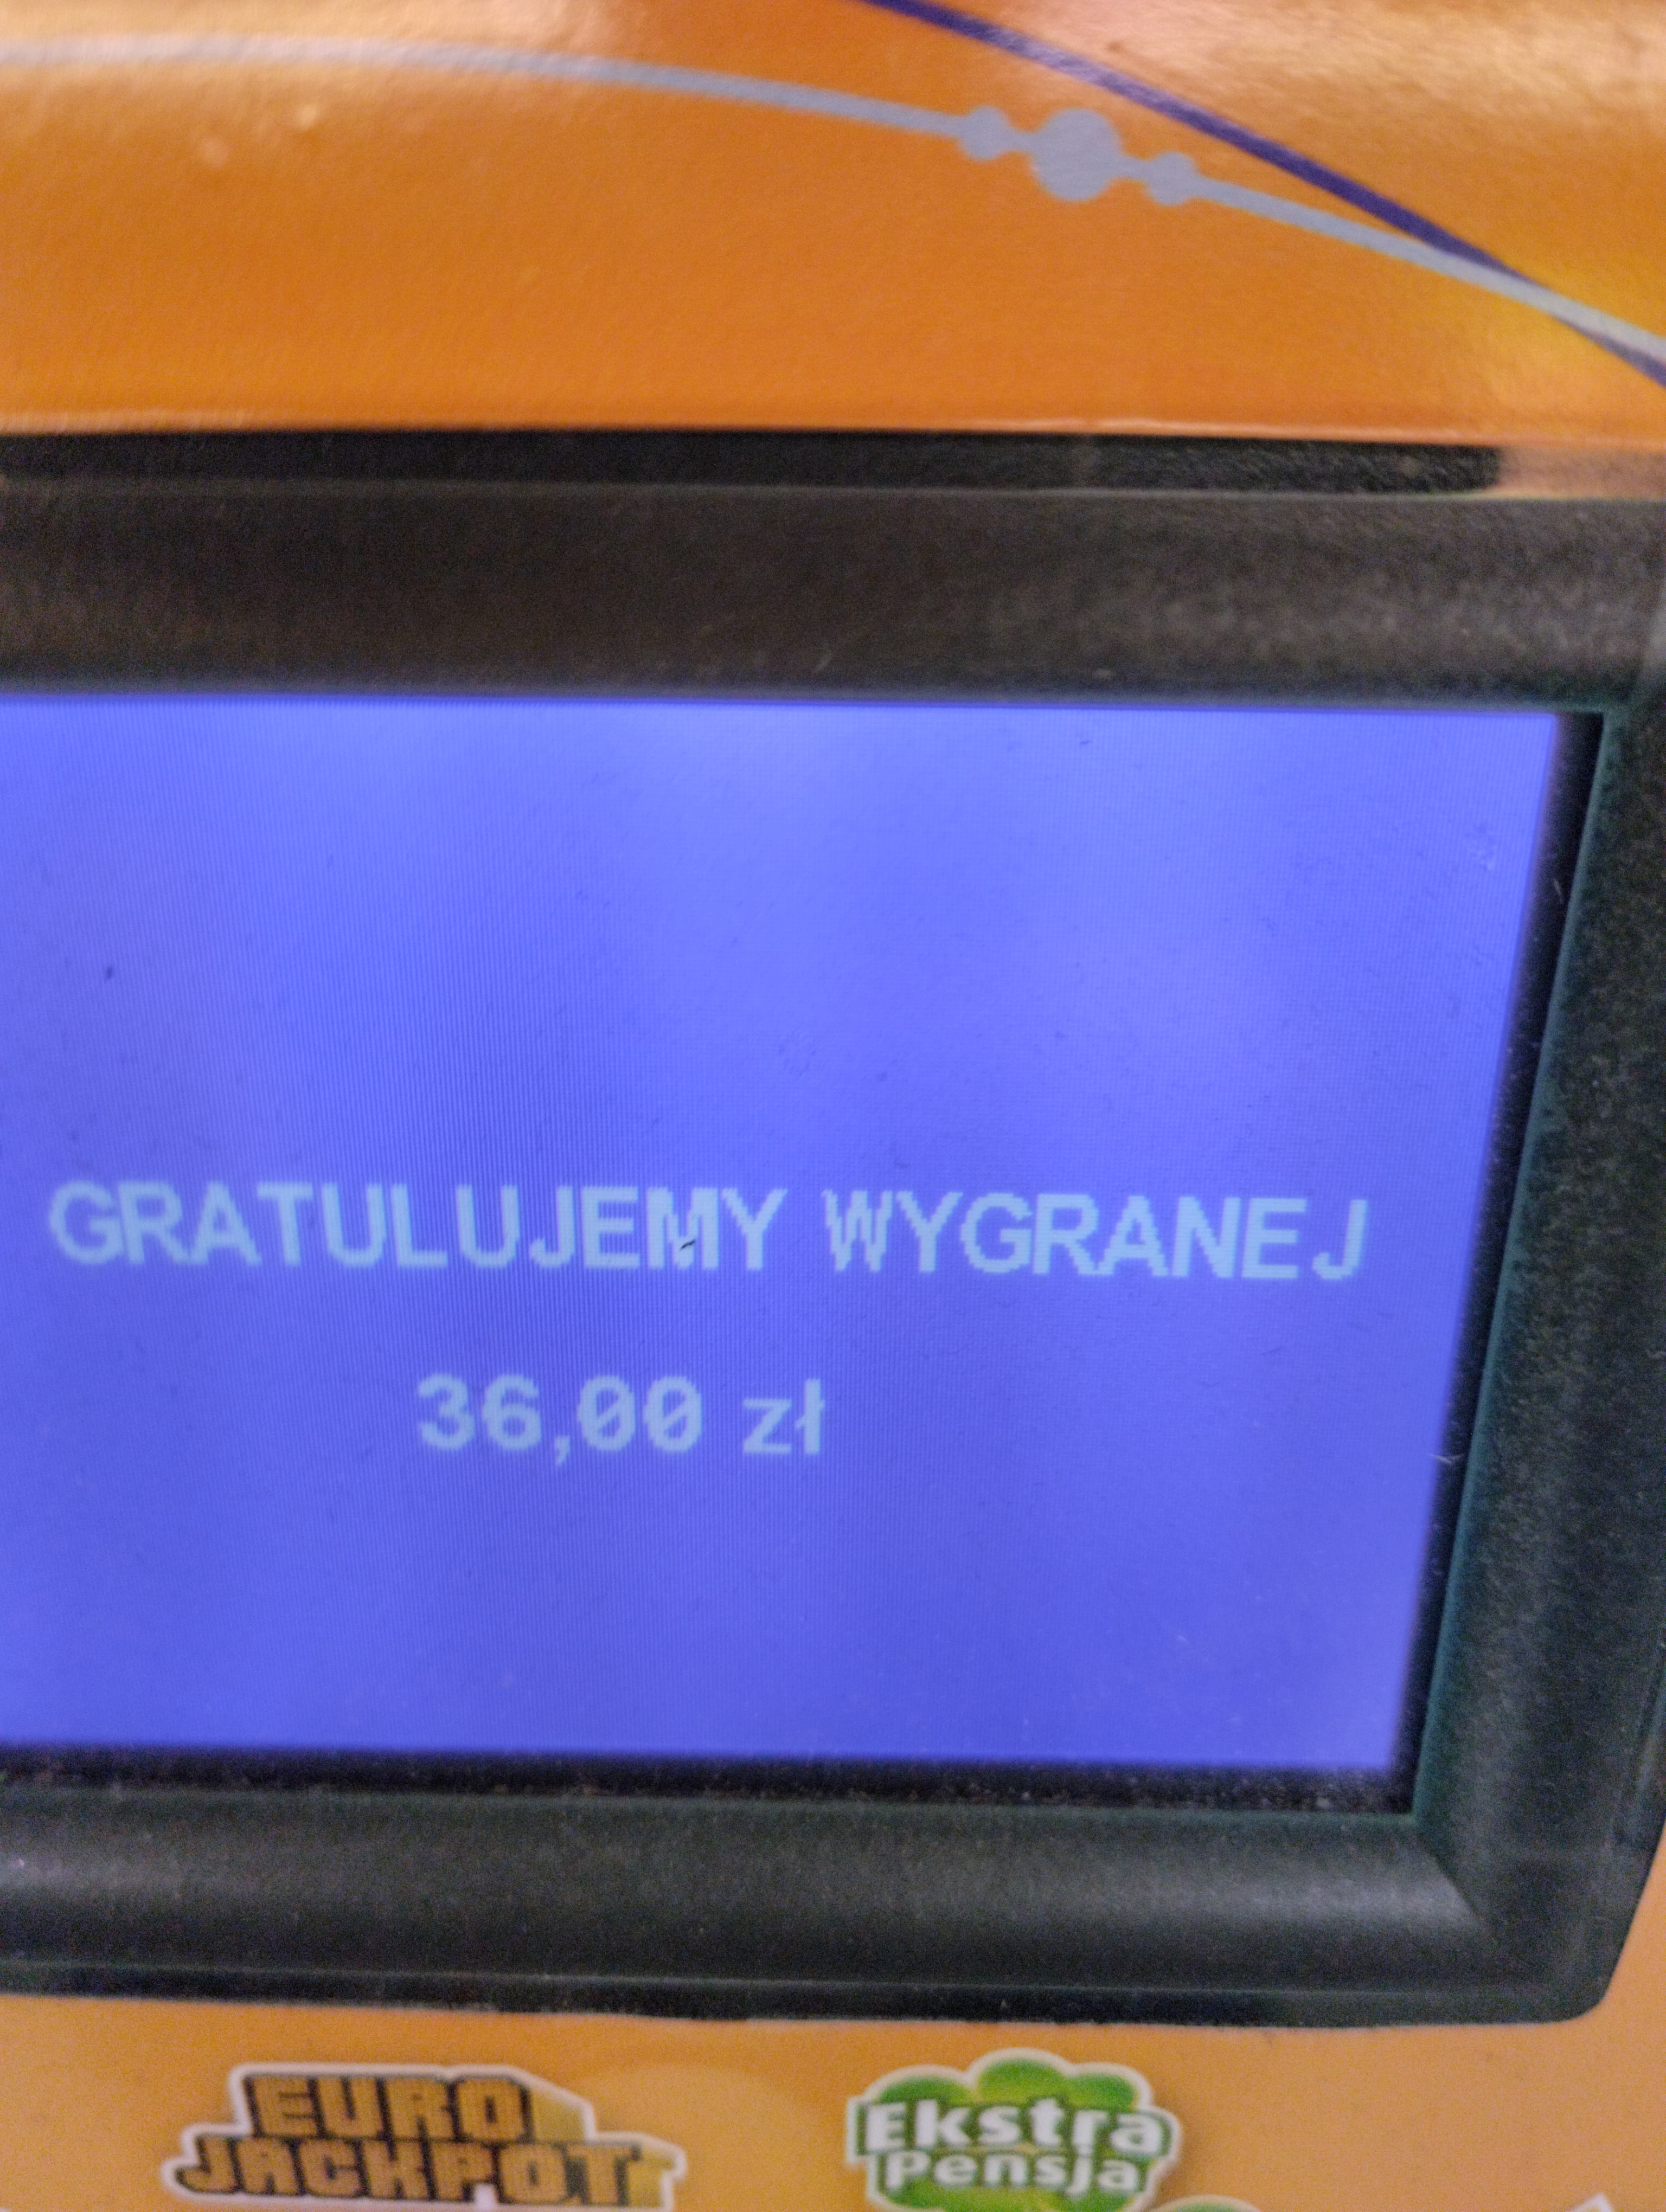 GRATULUJEMY WYGRANEJ
36,00 zł
EURO
JACKPOT
Ekstra
Pensja